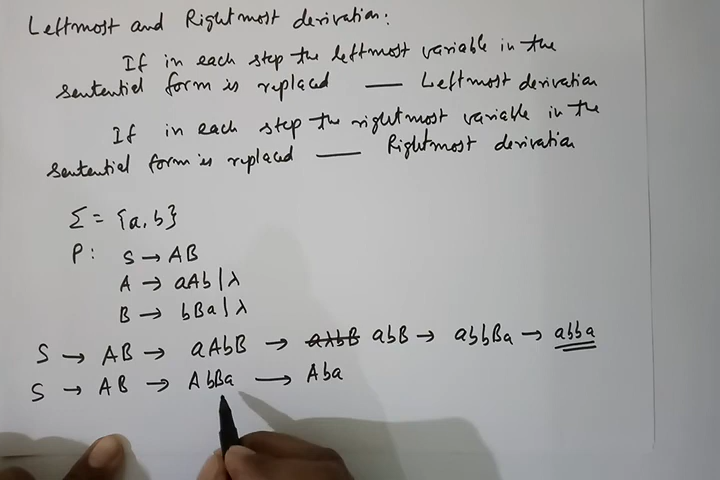 Leftmost and Rightmost derivation:
If in each step the leftmost variable in the
sentential form is replaced — Leftmost derivation
If in each step the rightmost variable in the
sentential form is replaced — Rightmost derivation
Σ = {a, b}
P: S → AB
A → aAb | λ
B → bBa | λ
S → AB → aAbB → aλbB abB → abbBa → abba
S → AB → AbBa → Aba